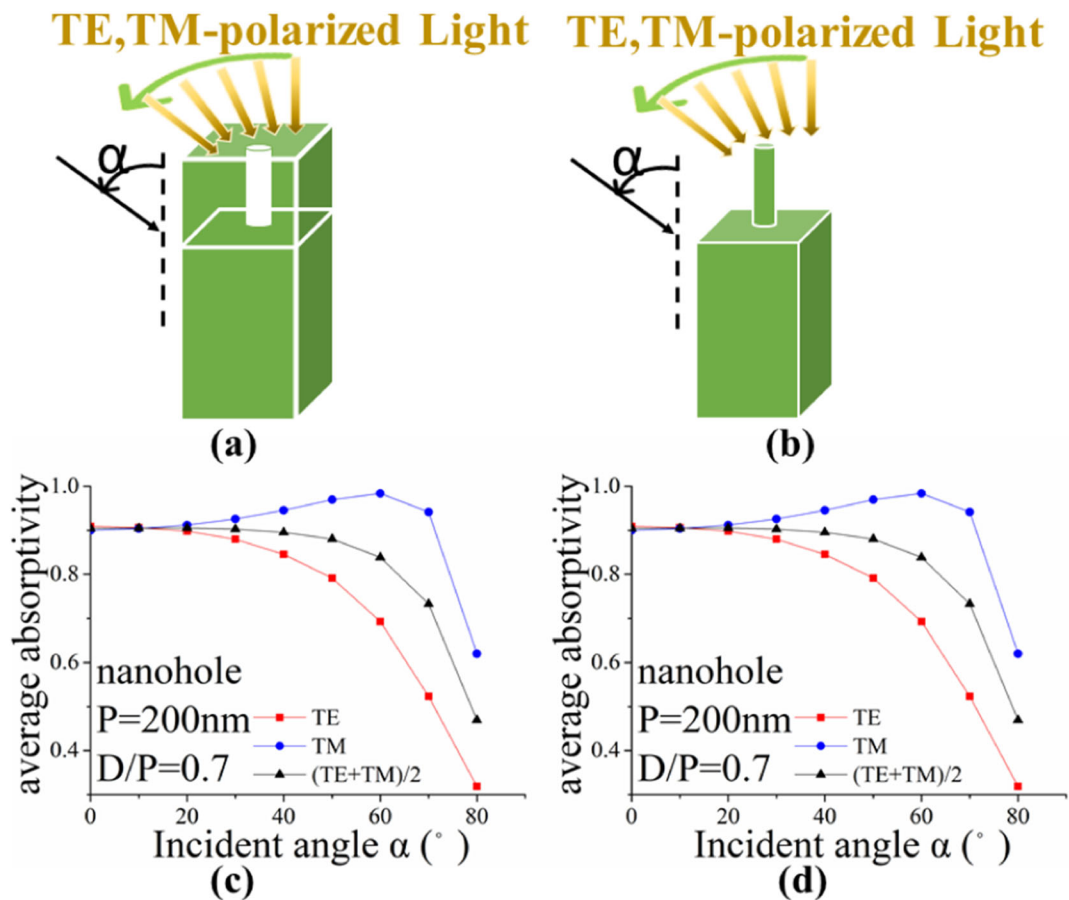 TE,TM-polarized Light
TE,TM-polarized Light
α
α
(a)
(b)
average absorptivity
1.0
0.8
0.6
0.4
nanohole
P=200nm
D/P=0.7
TE
TM
(TE+TM)/2
0
20
40
60
80
Incident angle α (°)
(c)
average absorptivity
1.0
0.8
0.6
0.4
nanohole
P=200nm
D/P=0.7
TE
TM
(TE+TM)/2
0
20
40
60
80
Incident angle α (°)
(d)